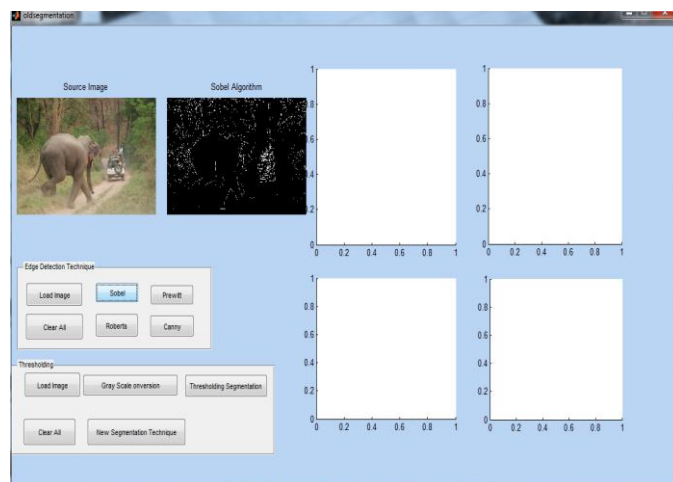 oldsegmentation
Source Image
Sobel Algorithm
1
0.8
0.6
0.4
0.2
0
0 0.2 0.4 0.6 0.8 1
1
0.8
0.6
0.4
0.2
0
0 0.2 0.4 0.6 0.8 1
Edge Detection Technique
Load Image
Sobel
Prewitt
Clear All
Roberts
Canny
1
0.8
0.6
0.4
0.2
0
0 0.2 0.4 0.6 0.8 1
1
0.8
0.6
0.4
0.2
0
0 0.2 0.4 0.6 0.8 1
Thresholding
Load Image
Gray Scale onversion
Thresholding Segmentation
Clear All
New Segmentation Technique